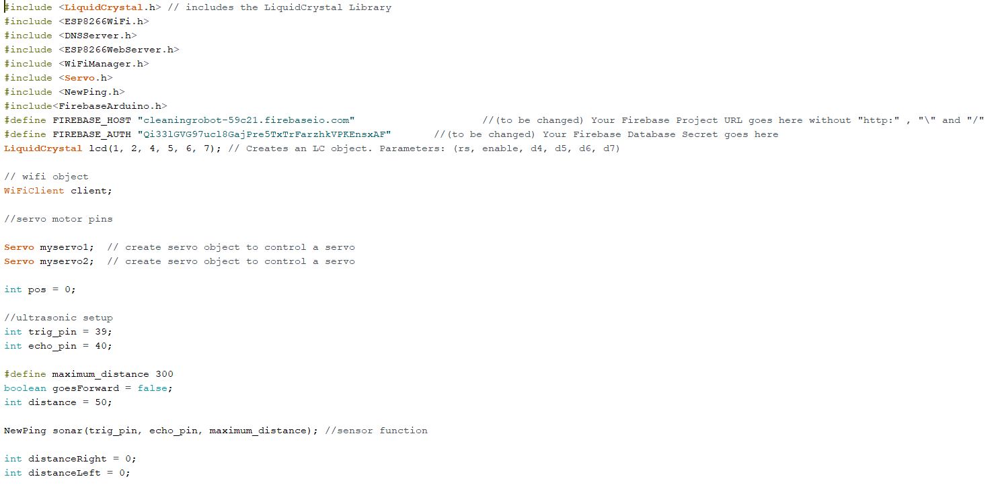 #include <LiquidCrystal.h> // includes the LiquidCrystal Library
#include <ESP8266WiFi.h>
#include <DNSServer.h>
#include <ESP8266WebServer.h>
#include <WiFiManager.h>
#include <Servo.h>
#include <NewPing.h>
#include<FirebaseArduino.h>
#define FIREBASE_HOST "cleaningrobot-59c21.firebaseio.com" //(to be changed) Your Firebase Project URL goes here without "http:" , "\" and "/"
#define FIREBASE_AUTH "Qi33lGVG97ucl8GajPre5TxTrFarzhkVPKEnsxAF" //(to be changed) Your Firebase Database Secret goes here
LiquidCrystal lcd(1, 2, 4, 5, 6, 7); // Creates an LC object. Parameters: (rs, enable, d4, d5, d6, d7)
// wifi object
WiFiClient client;
//servo motor pins
Servo myservo1;  // create servo object to control a servo
Servo myservo2;  // create servo object to control a servo
int pos = 0;
//ultrasonic setup
int trig_pin = 39;
int echo_pin = 40;
#define maximum_distance 300
boolean goesForward = false;
int distance = 50;
NewPing sonar(trig_pin, echo_pin, maximum_distance); //sensor function
int distanceRight = 0;
int distanceLeft = 0;